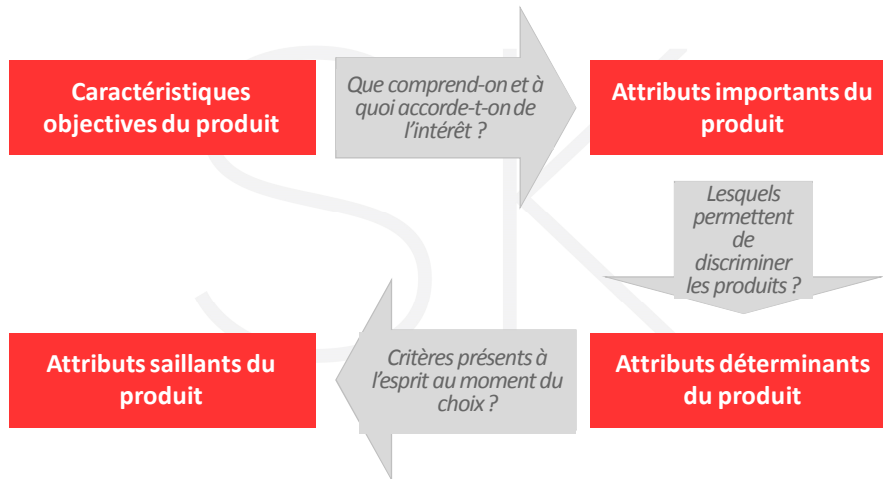 Caractéristiques
objectives du produit
Que comprend-on et à
quoi accorde-t-on de
l'intérêt ?
Attributs importants du
produit
Lesquels
permettent
de
discriminer
les produits ?
Attributs saillants du
produit
Critères présents à
l'esprit au moment du
choix ?
Attributs déterminants
du produit
SK